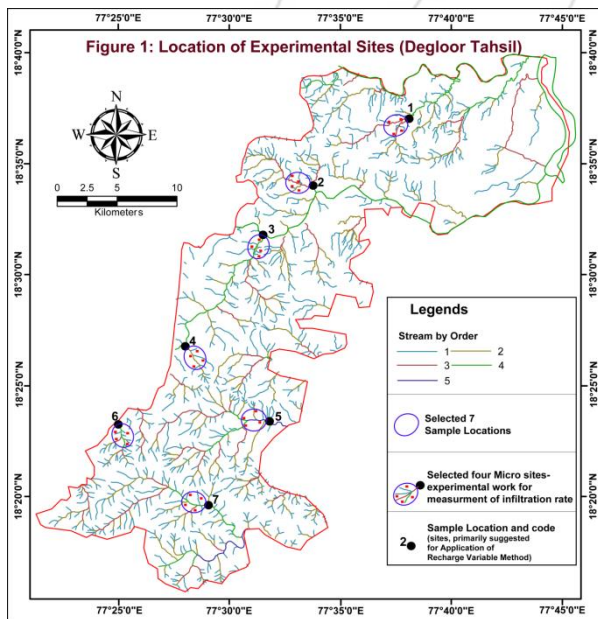 77°25'0"E 77°30'0"E 77°35'0"E 77°40'0"E 77°45'0"E
Figure 1: Location of Experimental Sites (Degloor Tahsil)
18°40'0"N
18°35'0"N
18°30'0"N
18°25'0"N
18°20'0"N
N
W E
S
0 2.5 5 10
Kilometers
1
2
3
4
5
6
7
Legends
Stream by Order
1 2
3 4
5
Selected 7
Sample Locations
Selected four Micro sites-
experimental work for
measurment of infiltration rate
2
Sample Location and code
(sites, primarily suggested
for Application of
Recharge Variable Method)
18°40'0"N
18°35'0"N
18°30'0"N
18°25'0"N
18°20'0"N
77°25'0"E 77°30'0"E 77°35'0"E 77°40'0"E 77°45'0"E